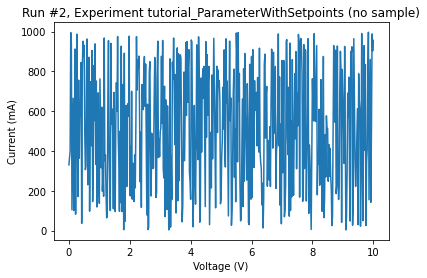 Run #2, Experiment tutorial_ParameterWithSetpoints (no sample)
1000
800
600
400
200
0
Current (mA)
0 2 4 6 8 10
Voltage (V)